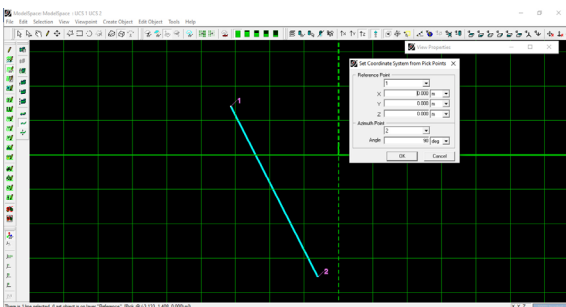 ModelSpace: ModelSpace - UCS 1 UCS 2
File Edit Selection View Viewpoint Create Object Edit Object Tools Help
View Properties
Set Coordinate System from Pick Points
Reference Point
1
X 0.000 m
Y 0.000 m
Z 0.000 m
Azimuth Point
2
Angle 90 deg
OK Cancel
1
2